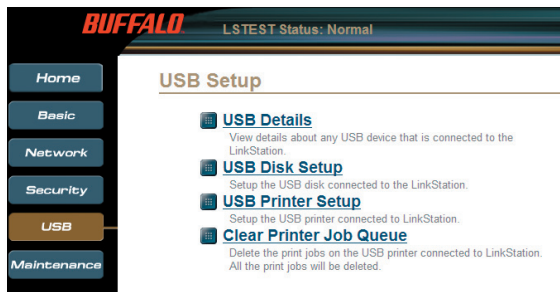 BUFFALO
LSTEST Status: Normal
Home
Basic
Network
Security
USB
Maintenance
USB Setup
USB Details
View details about any USB device that is connected to the
LinkStation.
USB Disk Setup
Setup the USB disk connected to the LinkStation.
USB Printer Setup
Setup the USB printer connected to LinkStation.
Clear Printer Job Queue
Delete the print jobs on the USB printer connected to LinkStation.
All the print jobs will be deleted.